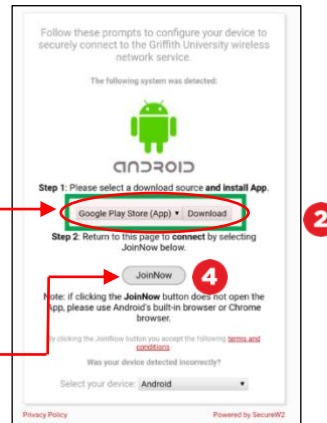 Follow these prompts to configure your device to
securely connect to the Griffith University wireless
network service.
The following system was detected:
ANDROID
Step 1: Please select a download source and install App.
Google Play Store (App) ▾ Download
2
Step 2: Return to this page to connect by selecting
JoinNow below.
JoinNow
4
Note: if clicking the JoinNow button does not open the
App, please use Android's built-in browser or Chrome
browser.
By clicking the JoinNow button you accept the following terms and
conditions
Was your device detected incorrectly?
Select your device: Android ▾
Privacy Policy
Powered by SecureW2